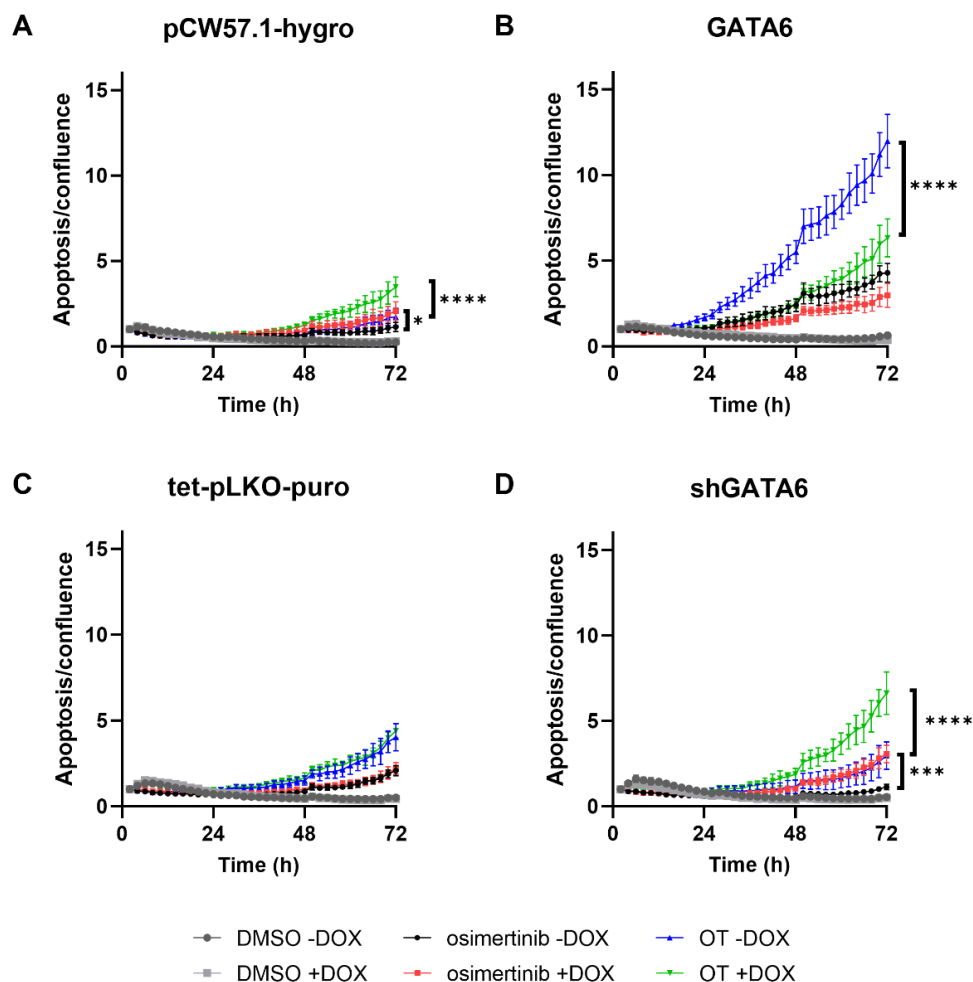 A pCW57.1-hygro
B GATA6
Apoptosis/confluence
15
10
5
0
0 24 48 72
Time (h)
****
*
Apoptosis/confluence
15
10
5
0
0 24 48 72
Time (h)
****
C tet-pLKO-puro
D shGATA6
Apoptosis/confluence
15
10
5
0
0 24 48 72
Time (h)
Apoptosis/confluence
15
10
5
0
0 24 48 72
Time (h)
****
***
DMSO -DOX osimertinib -DOX OT -DOX
DMSO +DOX osimertinib +DOX OT +DOX